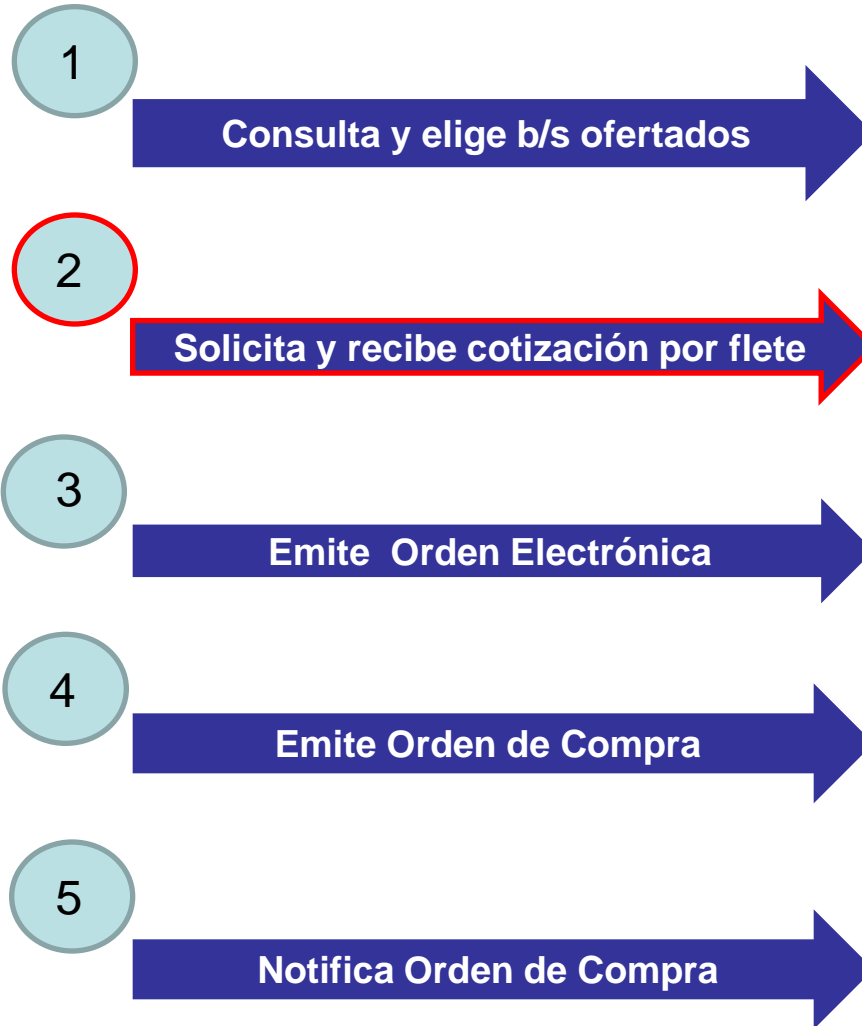 1
Consulta y elige b/s ofertados
2
Solicita y recibe cotización por flete
3
Emite  Orden Electrónica
4
Emite Orden de Compra
5
Notifica Orden de Compra